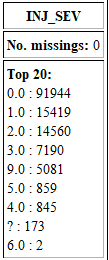 INJ_SEV
No. missings: 0
Top 20:
0.0 : 91944
1.0 : 15419
2.0 : 14560
3.0 : 7190
9.0 : 5081
5.0 : 859
4.0 : 845
? : 173
6.0 : 2